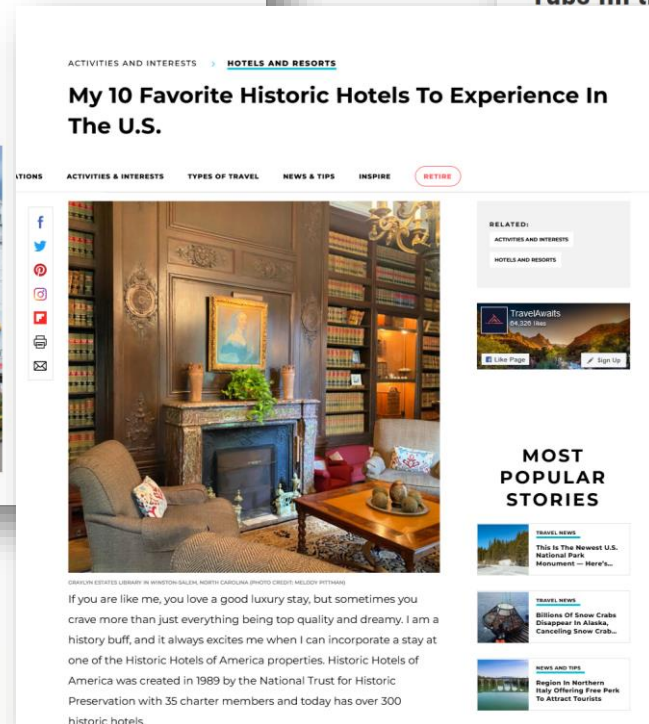 ACTIVITIES AND INTERESTS > HOTELS AND RESORTS
My 10 Favorite Historic Hotels To Experience In
The U.S.
ATIONS ACTIVITIES & INTERESTS TYPES OF TRAVEL NEWS & TIPS INSPIRE RETIRE
GRAYLYN ESTATES LIBRARY IN WINSTON-SALEM, NORTH CAROLINA (PHOTO CREDIT: MELODY PITTMAN)
If you are like me, you love a good luxury stay, but sometimes you
crave more than just everything being top quality and dreamy. I am a
history buff, and it always excites me when I can incorporate a stay at
one of the Historic Hotels of America properties. Historic Hotels of
America was created in 1989 by the National Trust for Historic
Preservation with 35 charter members and today has over 300
historic hotels.
RELATED:
ACTIVITIES AND INTERESTS
HOTELS AND RESORTS
TravelAwaits
64,326 likes
Like Page
Sign Up
MOST
POPULAR
STORIES
TRAVEL NEWS
This Is The Newest U.S.
National Park
Monument — Here's...
TRAVEL NEWS
Billions Of Snow Crabs
Disappear In Alaska,
Canceling Snow Crab...
NEWS AND TIPS
Region In Northern
Italy Offering Free Perk
To Attract Tourists